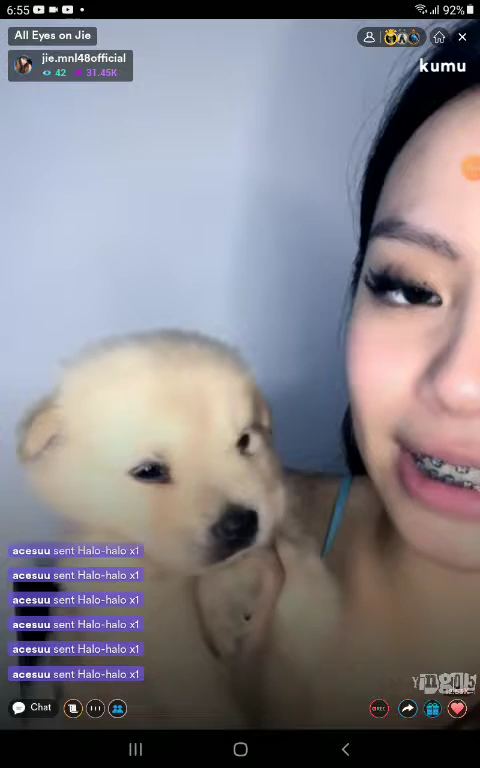 6:55
92%
All Eyes on Jie
jie.mnl48official
42 31.45K
kumu
acesuu sent Halo-halo x1
acesuu sent Halo-halo x1
acesuu sent Halo-halo x1
acesuu sent Halo-halo x1
acesuu sent Halo-halo x1
acesuu sent Halo-halo x1
Chat
REC